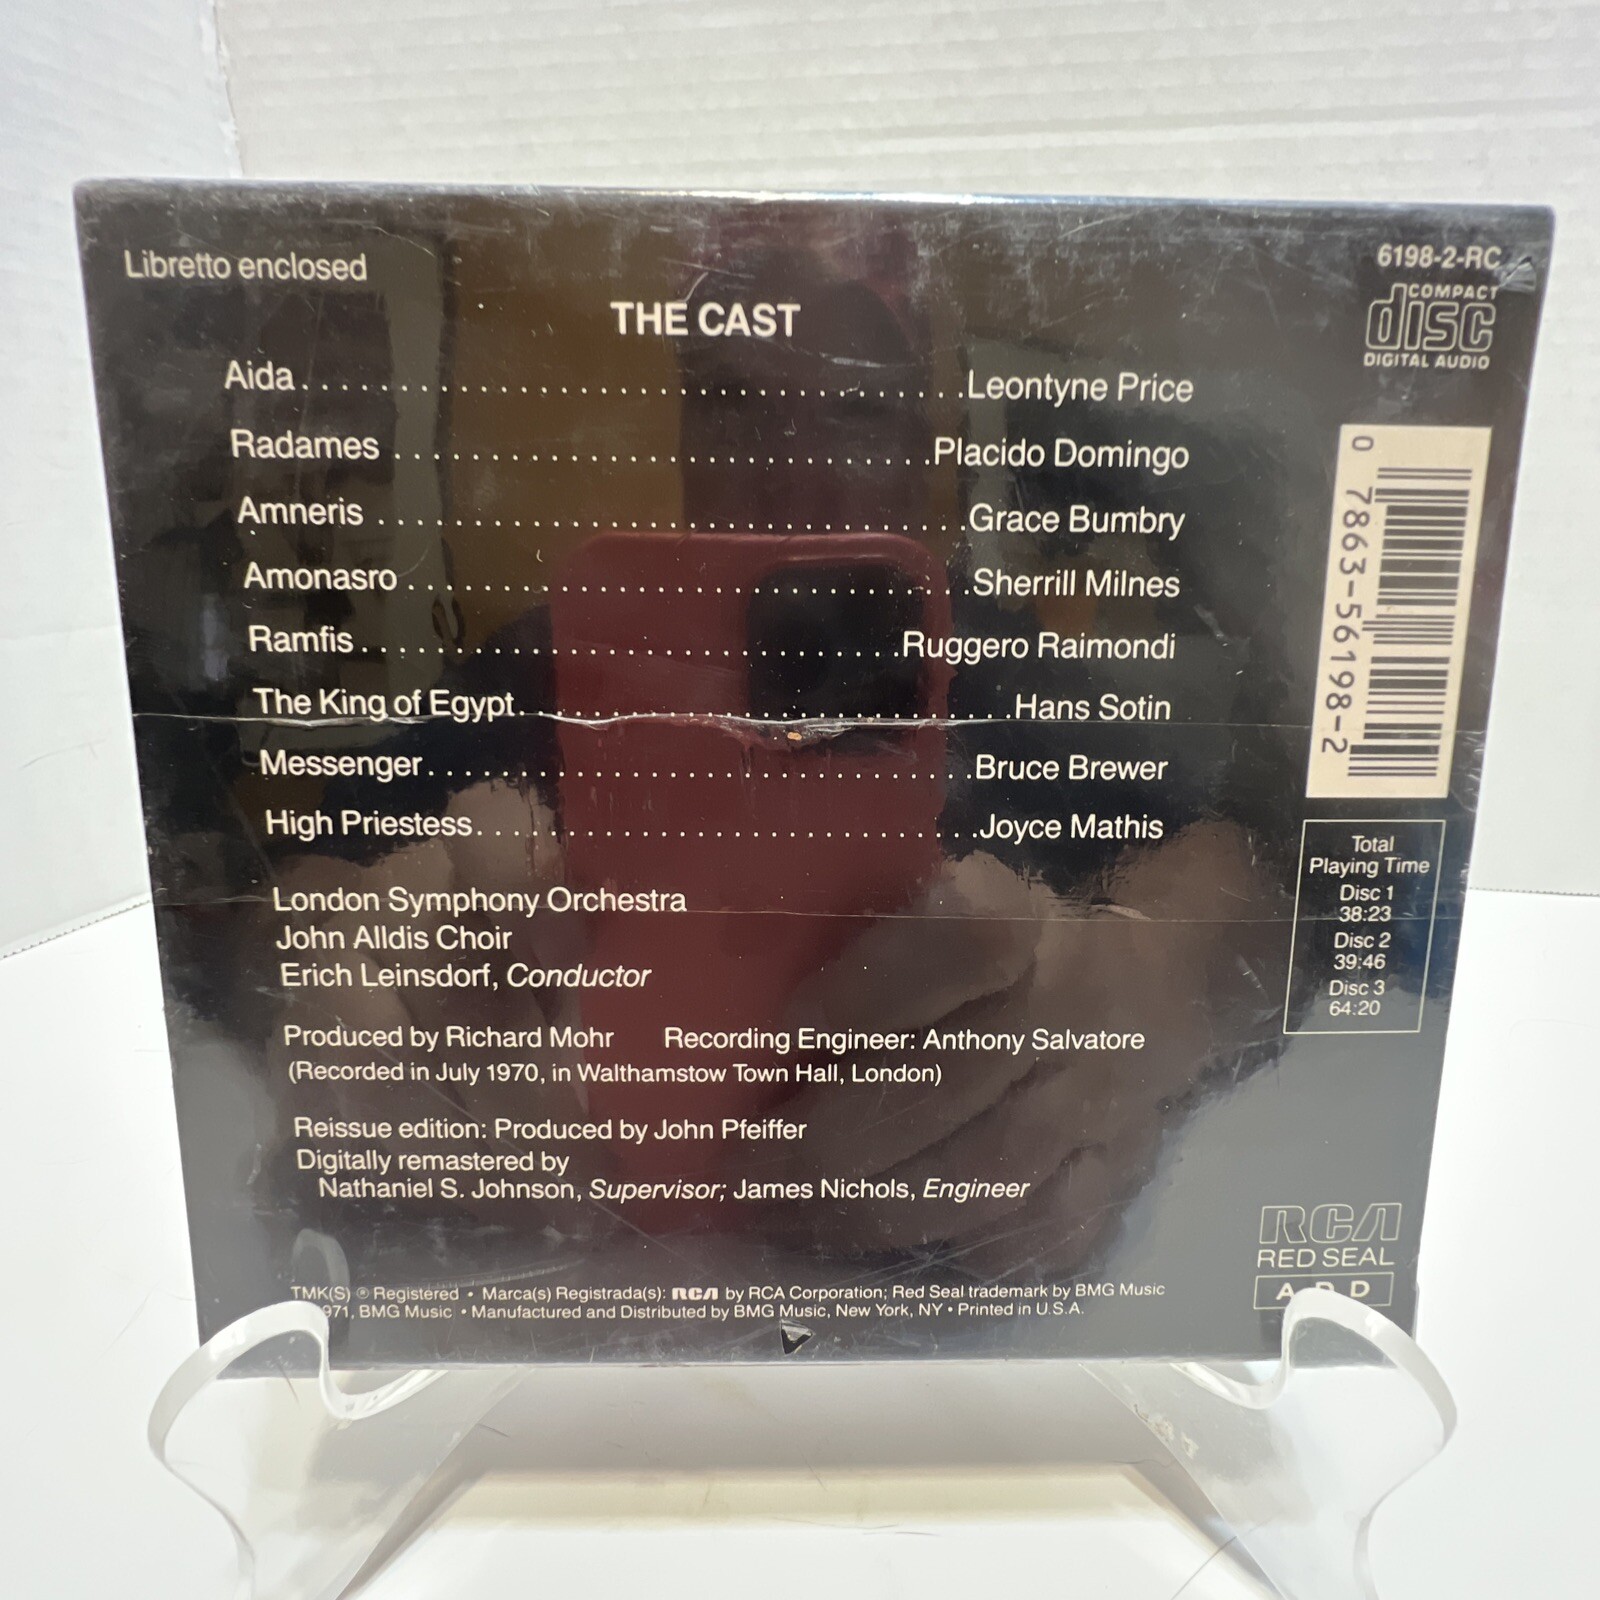 Libretto enclosed
6198-2-RC
COMPACT
disc
DIGITAL AUDIO
THE CAST
Aida. . . . . . . . . . . . . . . . . . . . . . . . . . . .Leontyne Price
Radames . . . . . . . . . . . . . . . . . . . . . . .Placido Domingo
Amneris . . . . . . . . . . . . . . . . . . . . . . . .Grace Bumbry
Amonasro . . . . . . . . . . . . . . . . . . . . . . .Sherrill Milnes
Ramfis . . . . . . . . . . . . . . . . . . . . . . .Ruggero Raimondi
The King of Egypt. . . . . . . . . . . . . . . . . . . . .Hans Sotin
Messenger. . . . . . . . . . . . . . . . . . . . . . .Bruce Brewer
High Priestess. . . . . . . . . . . . . . . . . . . . .Joyce Mathis
0 7863-56198-2
Total
Playing Time
Disc 1
38:23
Disc 2
39:46
Disc 3
64:20
London Symphony Orchestra
John Alldis Choir
Erich Leinsdorf, Conductor
Produced by Richard Mohr Recording Engineer: Anthony Salvatore
(Recorded in July 1970, in Walthamstow Town Hall, London)
Reissue edition: Produced by John Pfeiffer
Digitally remastered by
Nathaniel S. Johnson, Supervisor; James Nichols, Engineer
RCA
RED SEAL
A D D
TMK(S) ® Registered • Marca(s) Registrada(s): RCA by RCA Corporation; Red Seal trademark by BMG Music
971, BMG Music • Manufactured and Distributed by BMG Music, New York, NY • Printed in U.S.A.